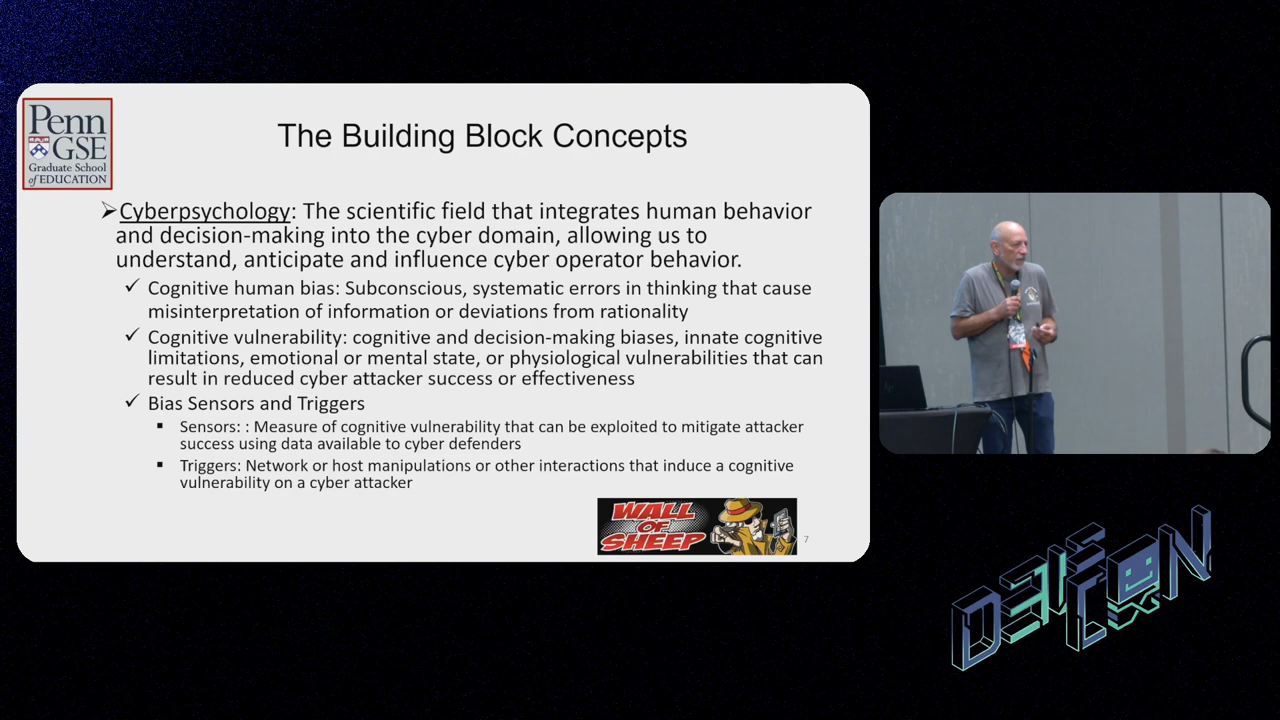 Penn
GSE
Graduate School
of EDUCATION
The Building Block Concepts
Cyberpsychology: The scientific field that integrates human behavior
and decision-making into the cyber domain, allowing us to
understand, anticipate and influence cyber operator behavior.
Cognitive human bias: Subconscious, systematic errors in thinking that cause
misinterpretation of information or deviations from rationality
Cognitive vulnerability: cognitive and decision-making biases, innate cognitive
limitations, emotional or mental state, or physiological vulnerabilities that can
result in reduced cyber attacker success or effectiveness
Bias Sensors and Triggers
Sensors: : Measure of cognitive vulnerability that can be exploited to mitigate attacker
success using data available to cyber defenders
Triggers: Network or host manipulations or other interactions that induce a cognitive
vulnerability on a cyber attacker
WALL
OF
SHEEP
7
DEF
CON